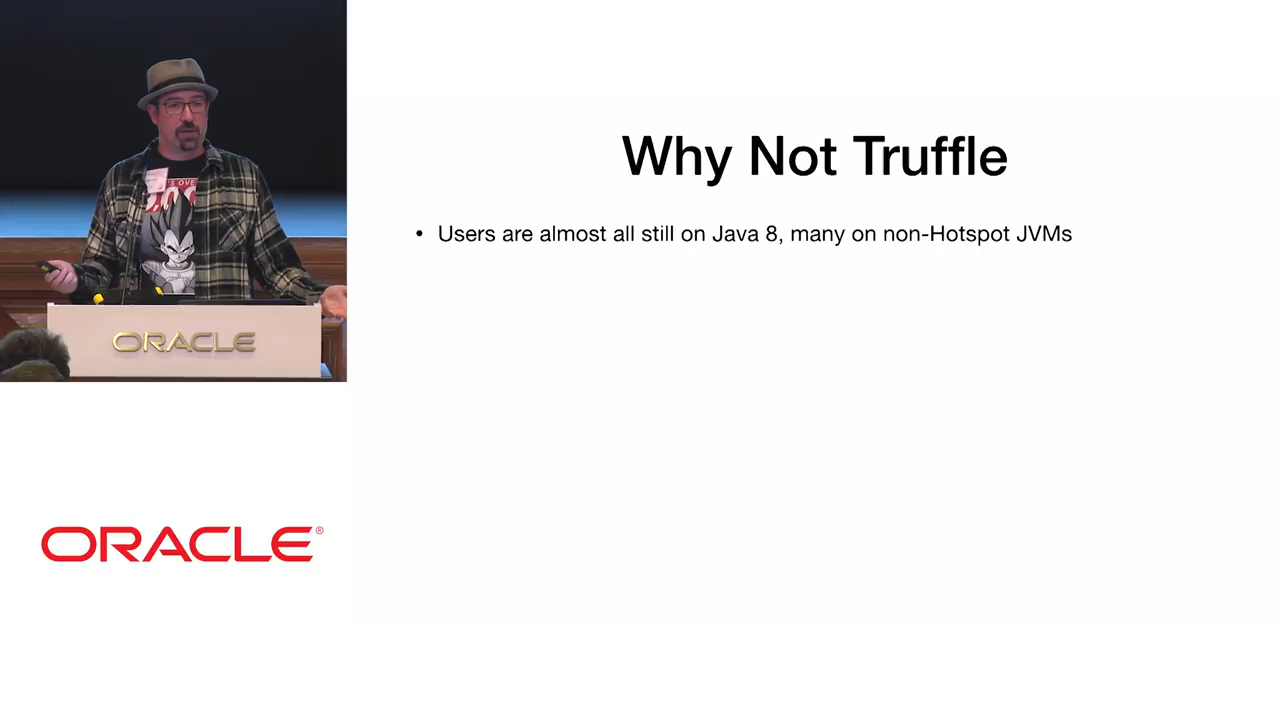 Why Not Truffle
• Users are almost all still on Java 8, many on non-Hotspot JVMs
ORACLE
ORACLE®